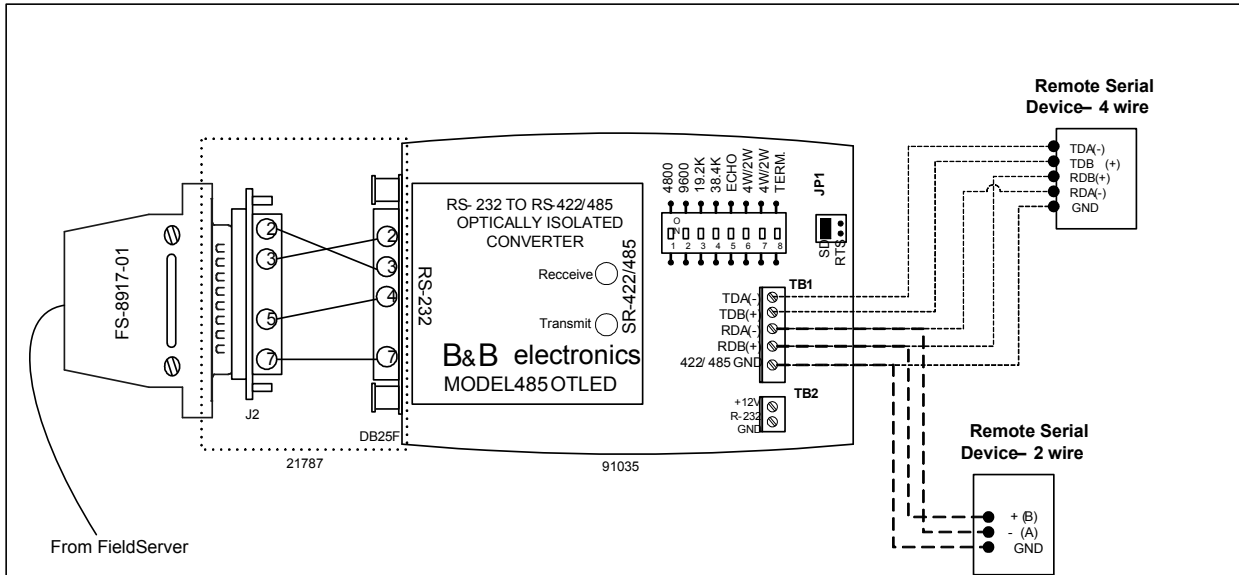 Remote Serial
Device– 4 wire
TDA(-)
TDB (+)
RDB(+)
RDA(-)
GND
4800
9600
19.2K
38.4K
ECHO
4W/2W
4W/2W
TERM.
JP1
O
N
1 2 3 4 5 6 7 8
SD
RTS
FS-8917-01
2
3
5
7
J2
2
3
4
7
DB25F
21787
RS-232
RS- 232 TO RS-422/485
OPTICALLY ISOLATED
CONVERTER
Recceive
Transmit
SR-422/485
B&B electronics
MODEL485OTLED
91035
TB1
TDA(-)
TDB(+)
RDA(-)
RDB(+)
422/ 485 GND
TB2
+12V
R-232
GND
Remote Serial
Device– 2 wire
+ (B)
- (A)
GND
From FieldServer